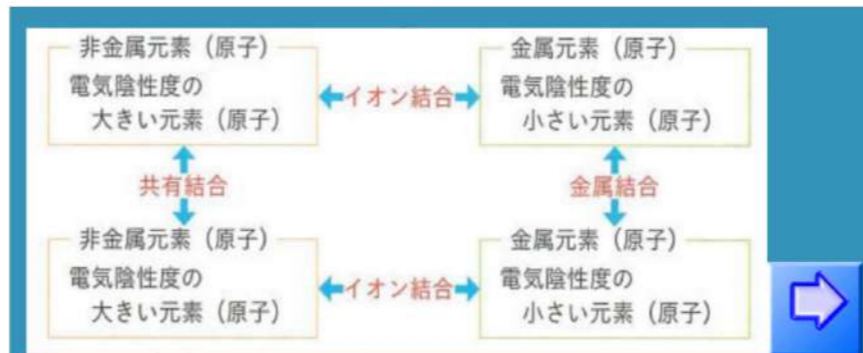 非金属元素（原子）
電気陰性度の
大きい元素（原子）
イオン結合
金属元素（原子）
電気陰性度の
小さい元素（原子）
共有結合
金属結合
非金属元素（原子）
電気陰性度の
大きい元素（原子）
イオン結合
金属元素（原子）
電気陰性度の
小さい元素（原子）